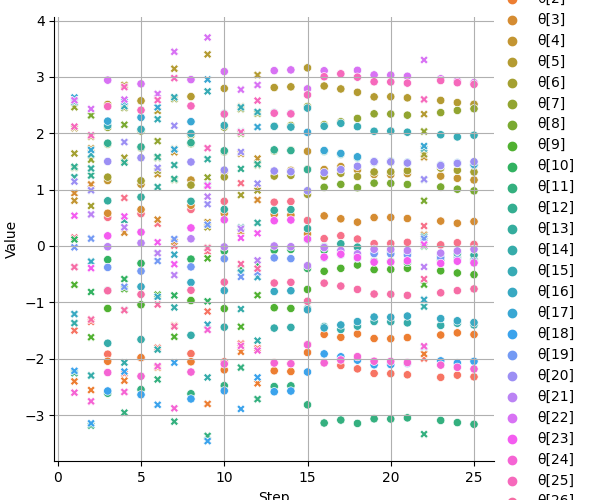 4
3
2
1
0
−1
−2
−3
0
5
10
15
20
25
Value
Step
θ[2]
θ[3]
θ[4]
θ[5]
θ[6]
θ[7]
θ[8]
θ[9]
θ[10]
θ[11]
θ[12]
θ[13]
θ[14]
θ[15]
θ[16]
θ[17]
θ[18]
θ[19]
θ[20]
θ[21]
θ[22]
θ[23]
θ[24]
θ[25]
θ[26]